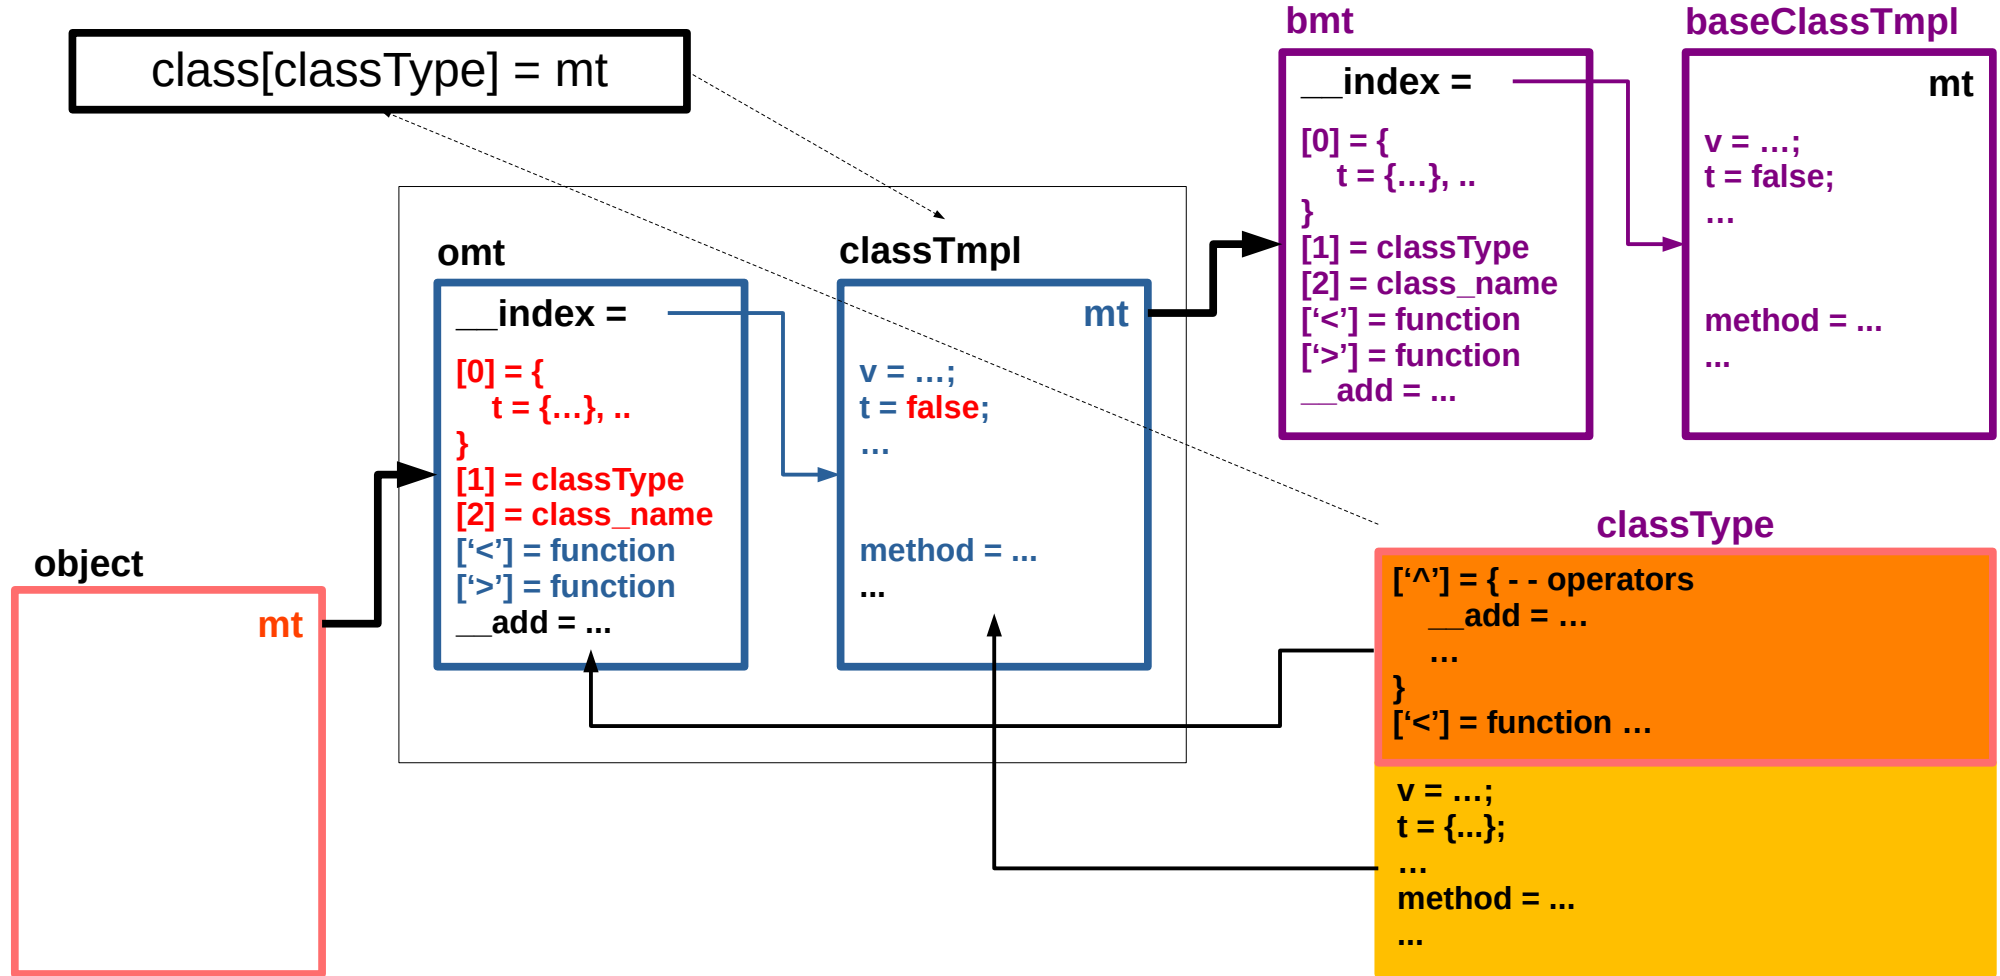 class[classType] = mt
bmt
__index =
[0] = {
t = {…}, ..
}
[1] = classType
[2] = class_name
[‘<’] = function
[‘>’] = function
__add = ...
baseClassTmpl
mt
v = …;
t = false;
…
method = ...
...
omt
__index =
[0] = {
t = {…}, ..
}
[1] = classType
[2] = class_name
[‘<’] = function
[‘>’] = function
__add = ...
classTmpl
mt
v = …;
t = false;
…
method = ...
...
object
mt
classType
[‘^’] = { - - operators
__add = …
…
}
[‘<’] = function …
v = …;
t = {...};
…
method = ...
...